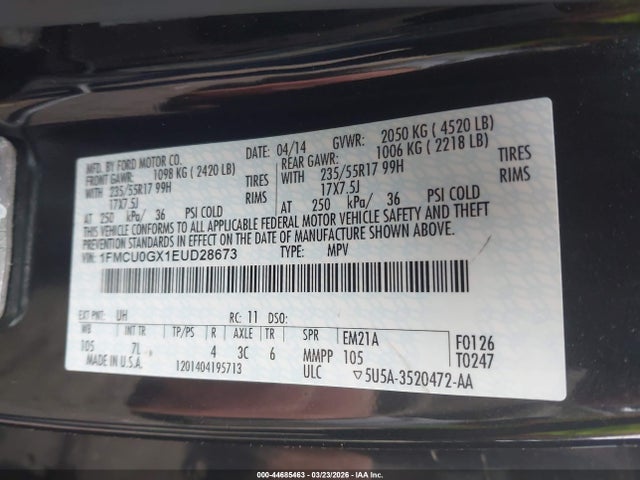 MFD. BY FORD MOTOR CO.
DATE: 04/14 GVWR: 2050 KG ( 4520 LB)
FRONT GAWR: 1098 KG ( 2420 LB)
REAR GAWR: 1006 KG ( 2218 LB)
WITH 235/55R17 99H TIRES
WITH 235/55R17 99H TIRES
17X7.5J RIMS
17X7.5J RIMS
AT 250 kPa/ 36 PSI COLD
AT 250 kPa/ 36 PSI COLD
THIS VEHICLE CONFORMS TO ALL APPLICABLE FEDERAL MOTOR VEHICLE SAFETY AND THEFT
PREVENTION STANDARDS IN EFFECT ON THE DATE OF MANUFACTURE SHOWN ABOVE.
1FMCU0GX1EUD28673 TYPE: MPV
EXT PNT: UH RC: 11 DSO:
WB INT TR TP/PS R AXLE TR SPR EM21A F0126
105 7L 4 3C 6 MMPP 105 T0247
MADE IN U.S.A. 1201404195713 ULC ▽5U5A-3520472-AA
000-44685463 | 03/23/2026 - IAA, Inc.